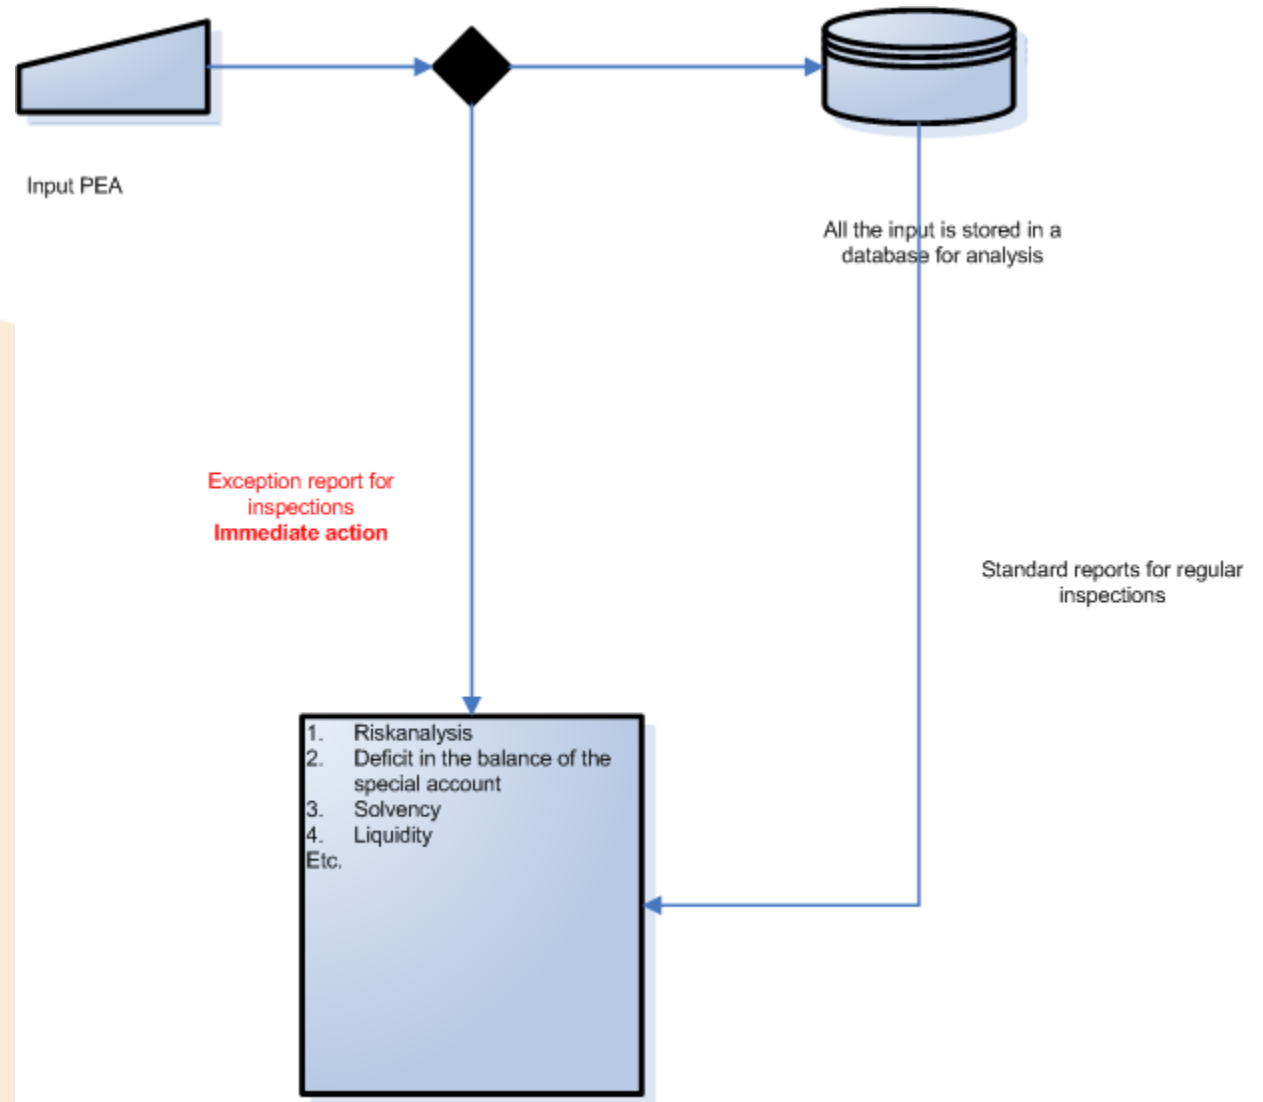 Input PEA
All the input is stored in a
database for analysis
Exception report for
inspections
Immediate action
Standard reports for regular
inspections
1. Riskanalysis
2. Deficit in the balance of the
special account
3. Solvency
4. Liquidity
Etc.